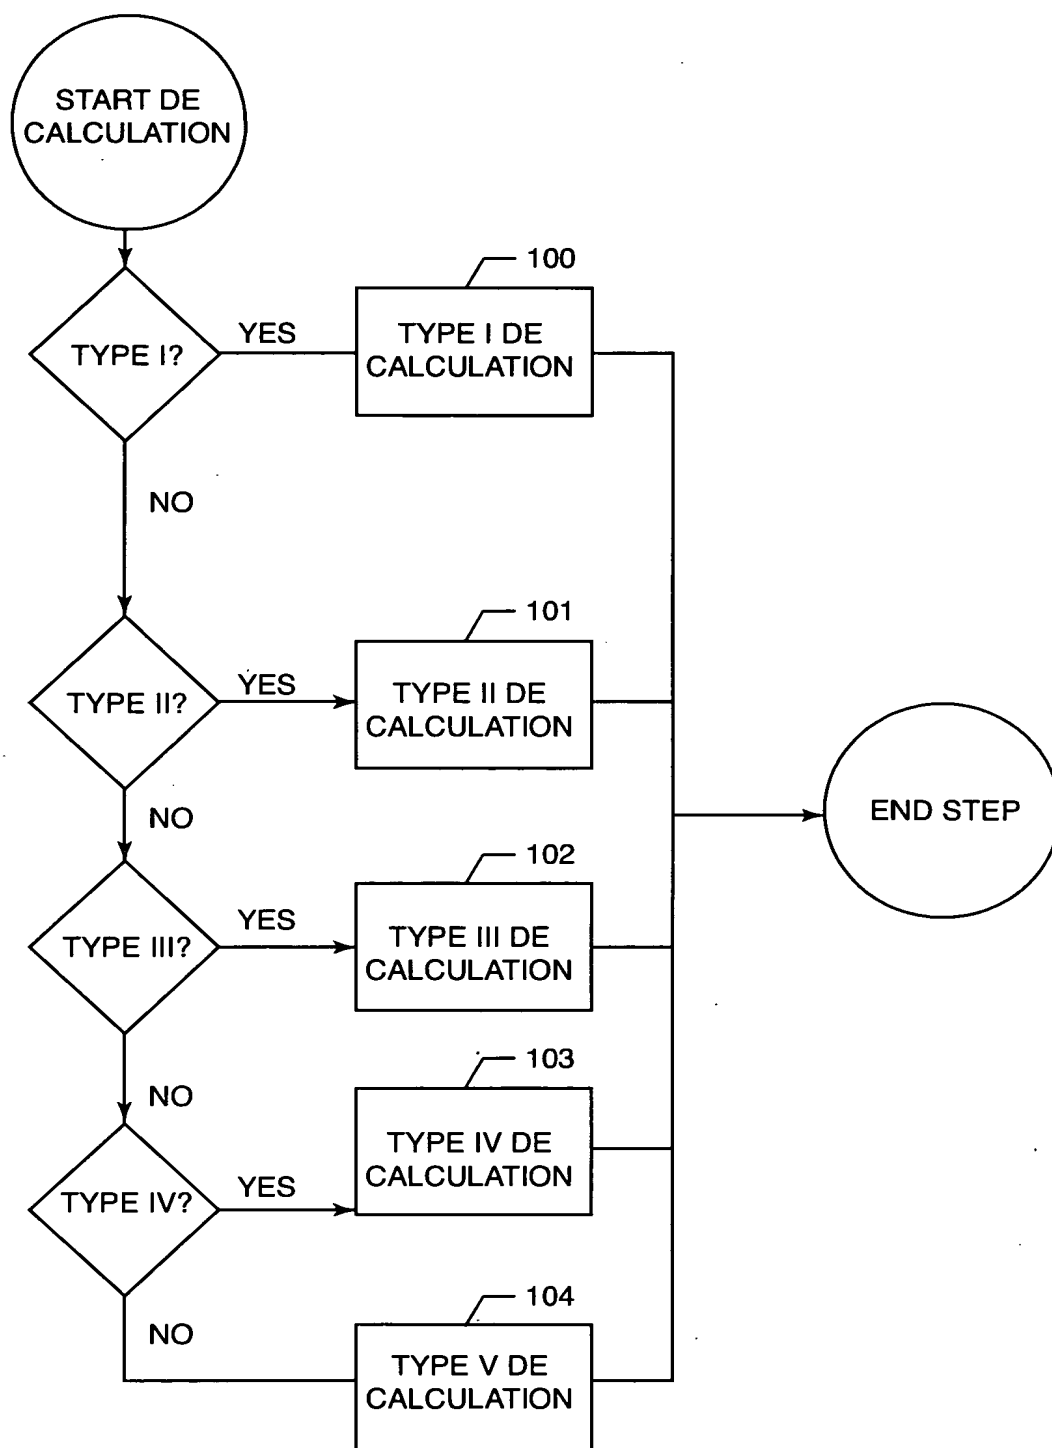 START DE
CALCULATION
100
TYPE I?
YES
TYPE I DE
CALCULATION
NO
101
TYPE II?
YES
TYPE II DE
CALCULATION
END STEP
NO
102
TYPE III?
YES
TYPE III DE
CALCULATION
103
NO
TYPE IV?
YES
TYPE IV DE
CALCULATION
104
NO
TYPE V DE
CALCULATION